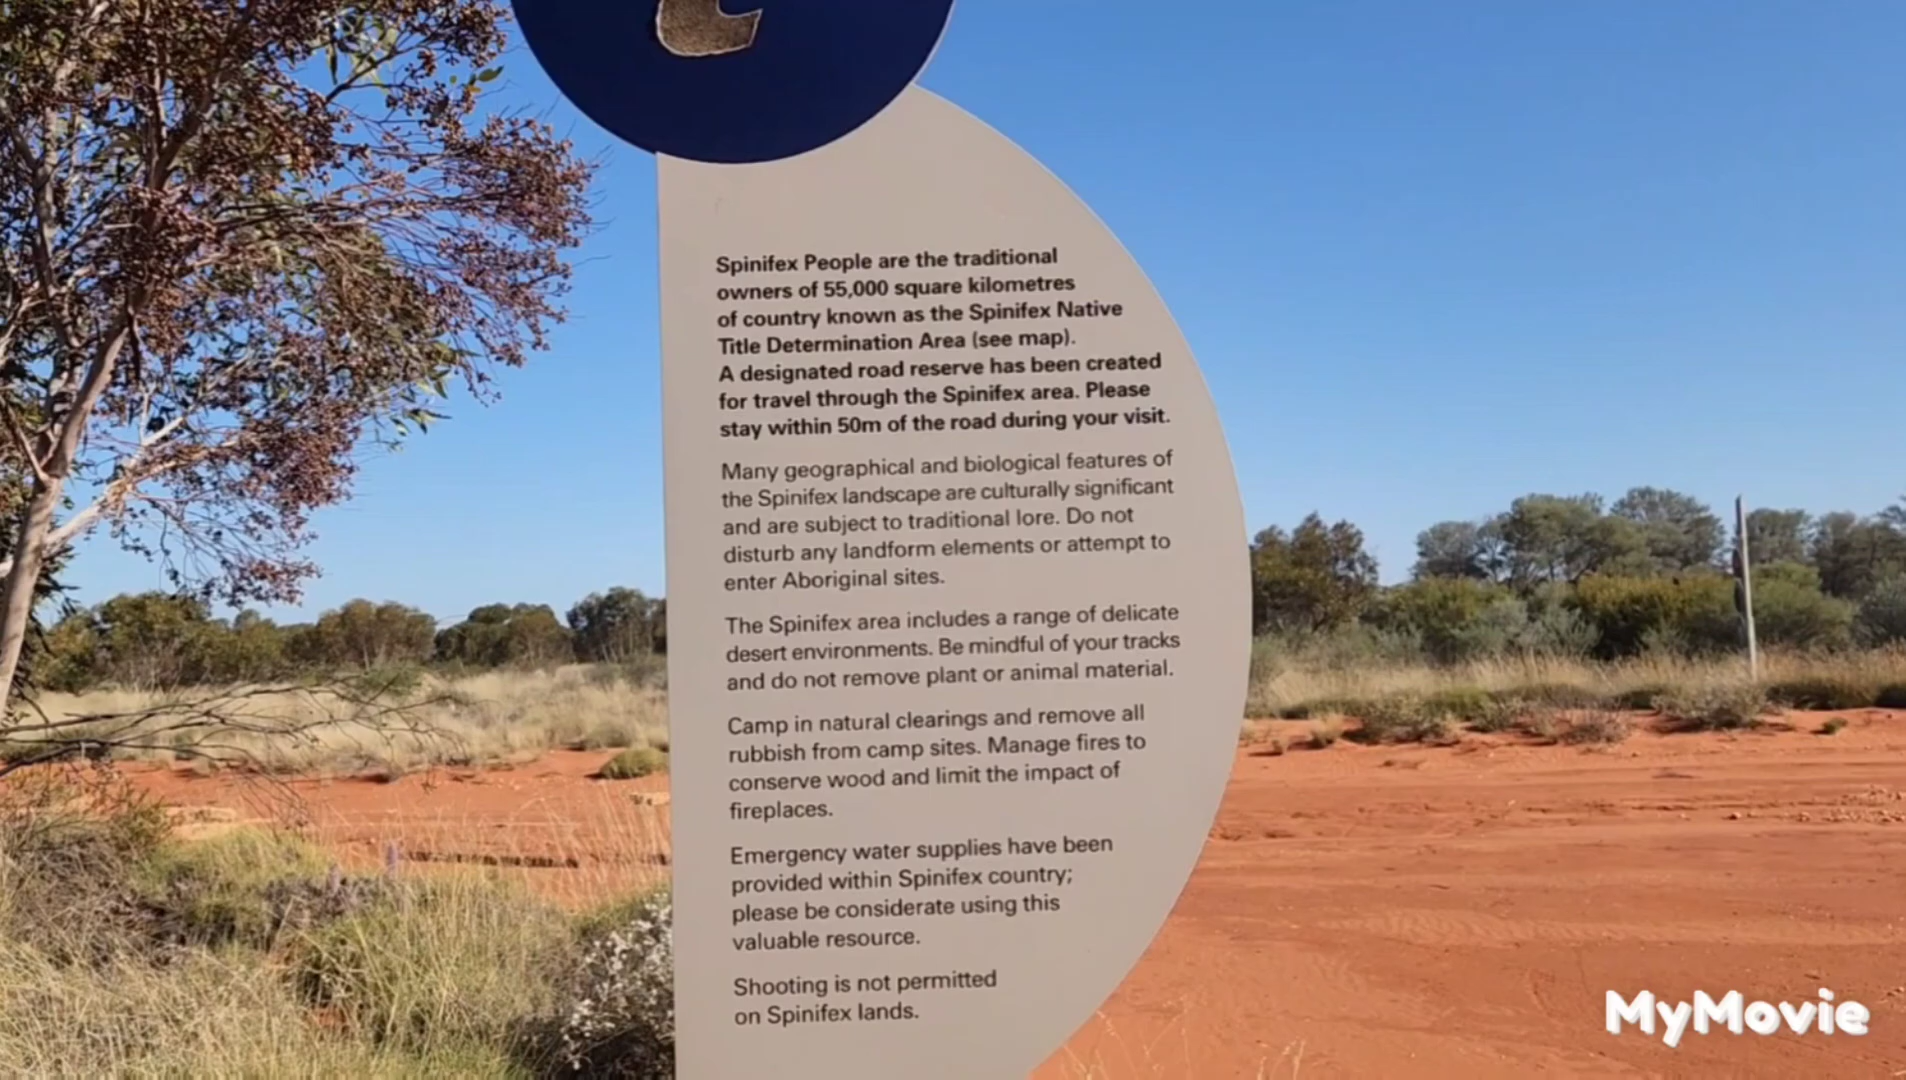 Spinifex People are the traditional
owners of 55,000 square kilometres
of country known as the Spinifex Native
Title Determination Area (see map).
A designated road reserve has been created
for travel through the Spinifex area. Please
stay within 50m of the road during your visit.
Many geographical and biological features of
the Spinifex landscape are culturally significant
and are subject to traditional lore. Do not
disturb any landform elements or attempt to
enter Aboriginal sites.
The Spinifex area includes a range of delicate
desert environments. Be mindful of your tracks
and do not remove plant or animal material.
Camp in natural clearings and remove all
rubbish from camp sites. Manage fires to
conserve wood and limit the impact of
fireplaces.
Emergency water supplies have been
provided within Spinifex country;
please be considerate using this
valuable resource.
Shooting is not permitted
on Spinifex lands.
MyMovie